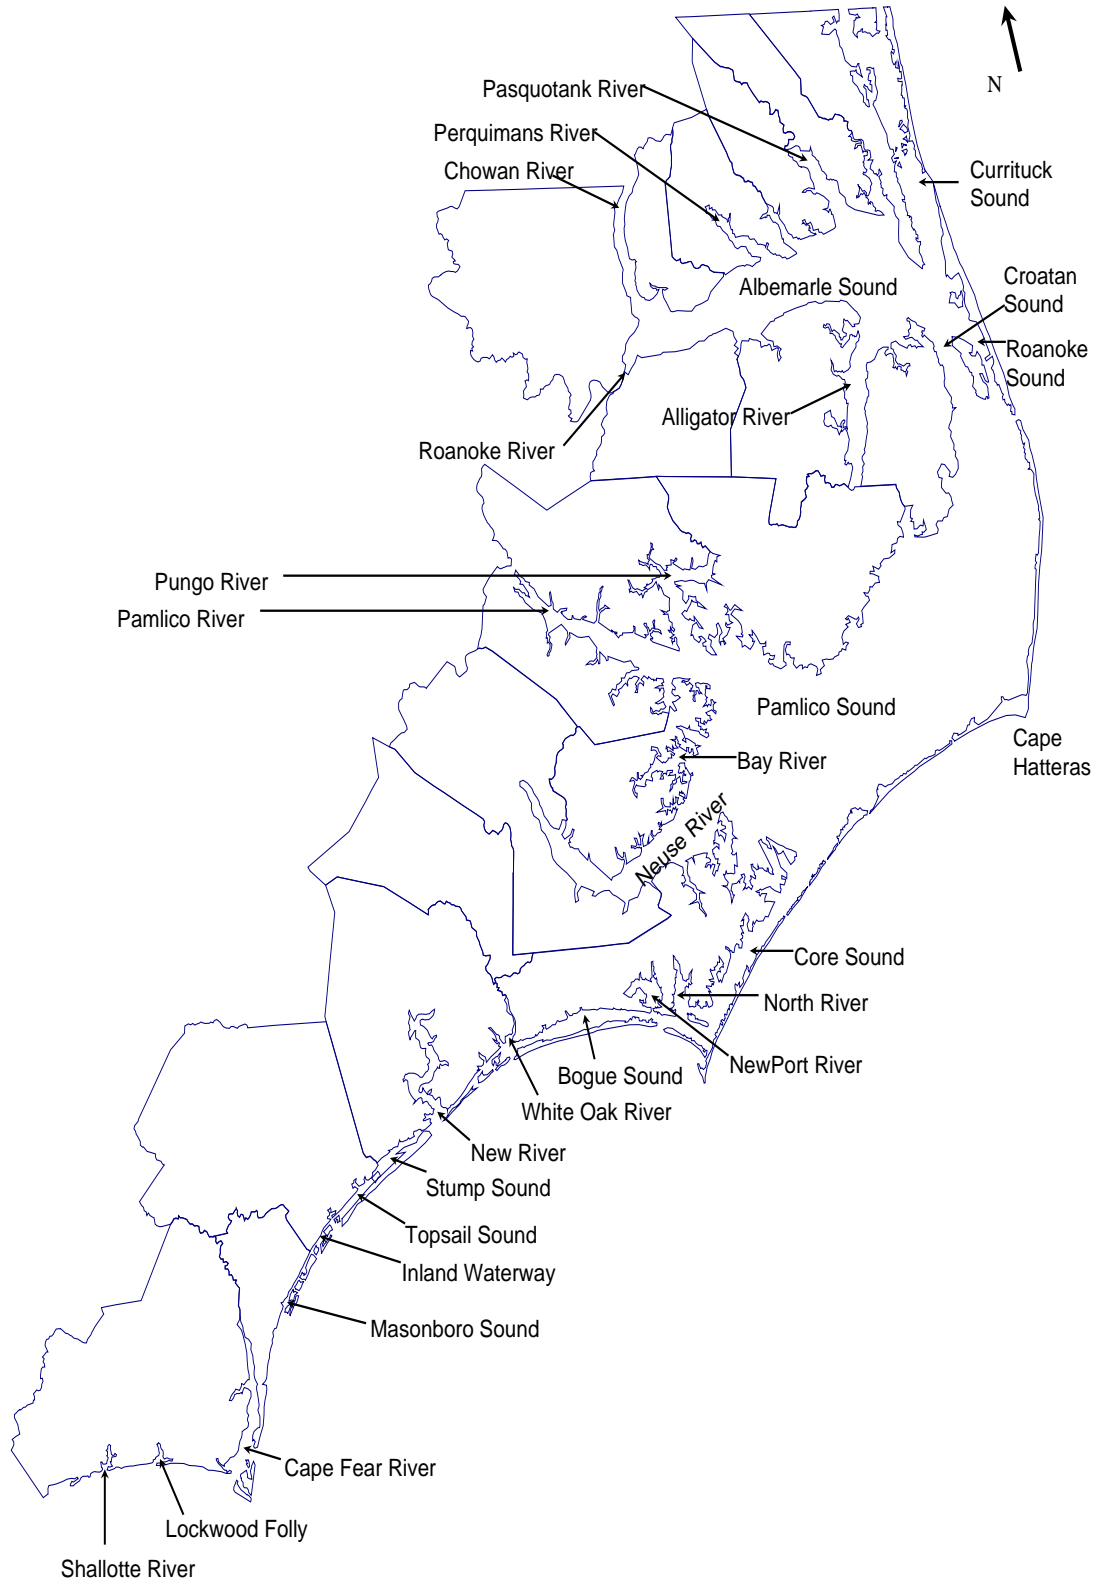 N
Pasquotank River
Perquimans River
Chowan River
Currituck
Sound
Albemarle Sound
Croatan
Sound
Roanoke
Sound
Alligator River
Roanoke River
Pungo River
Pamlico River
Pamlico Sound
Cape
Hatteras
Bay River
Neuse River
Core Sound
North River
NewPort River
Bogue Sound
White Oak River
New River
Stump Sound
Topsail Sound
Inland Waterway
Masonboro Sound
Cape Fear River
Lockwood Folly
Shallotte River